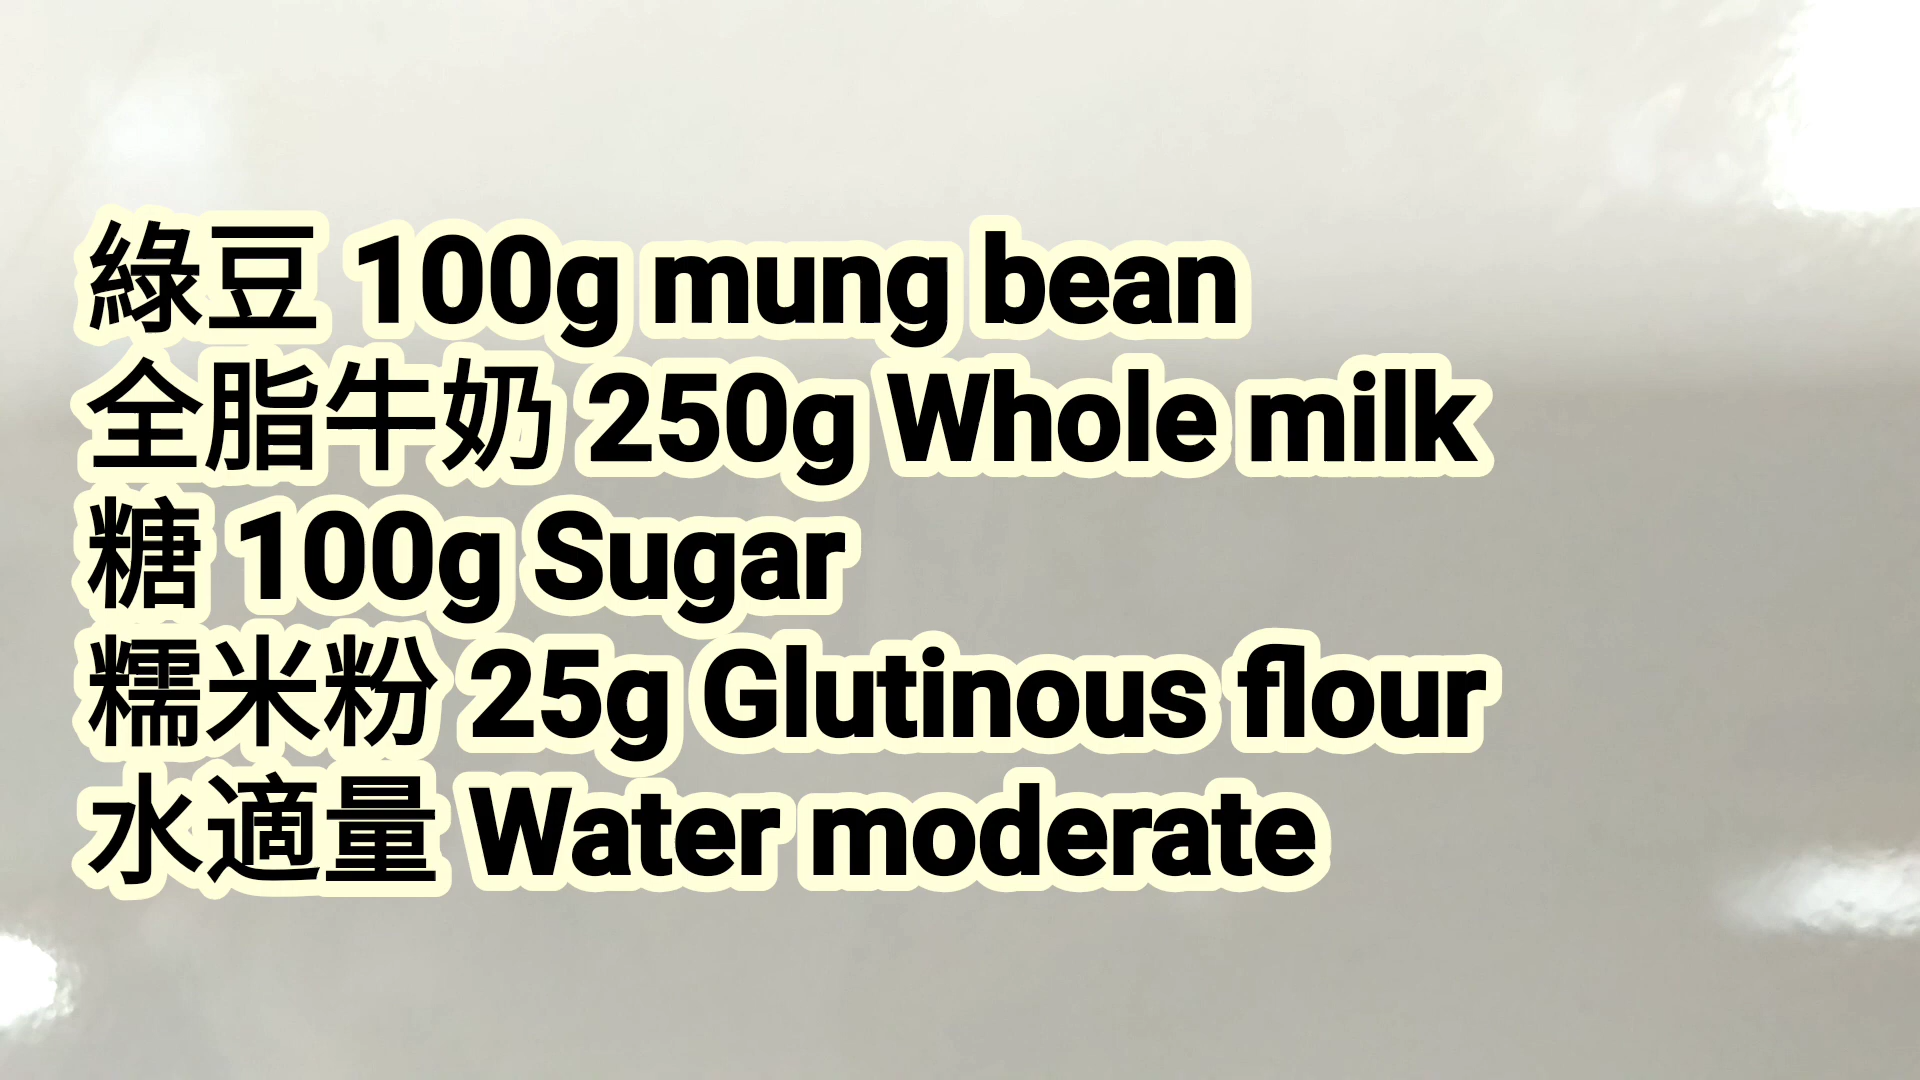 綠豆 100g mung bean
全脂牛奶 250g Whole milk
糖 100g Sugar
糯米粉 25g Glutinous flour
水適量 Water moderate